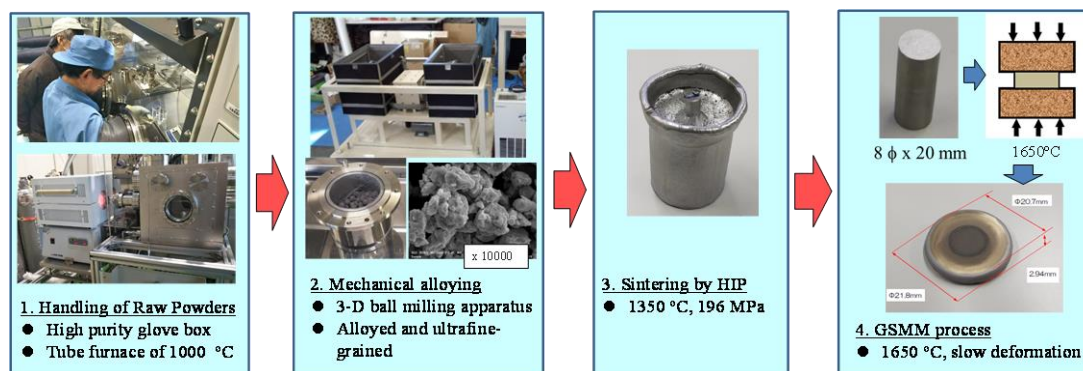 1. Handling of Raw Powders
● High purity glove box
● Tube furnace of 1000 °C
x 10000
2. Mechanical alloying
● 3-D ball milling apparatus
● Alloyed and ultrafine-
grained
3. Sintering by HIP
● 1350 °C, 196 MPa
8 ϕ x 20 mm
1650°C
Φ20.7mm
2.94mm
Φ21.8mm
4. GSMM process
● 1650 °C, slow deformation